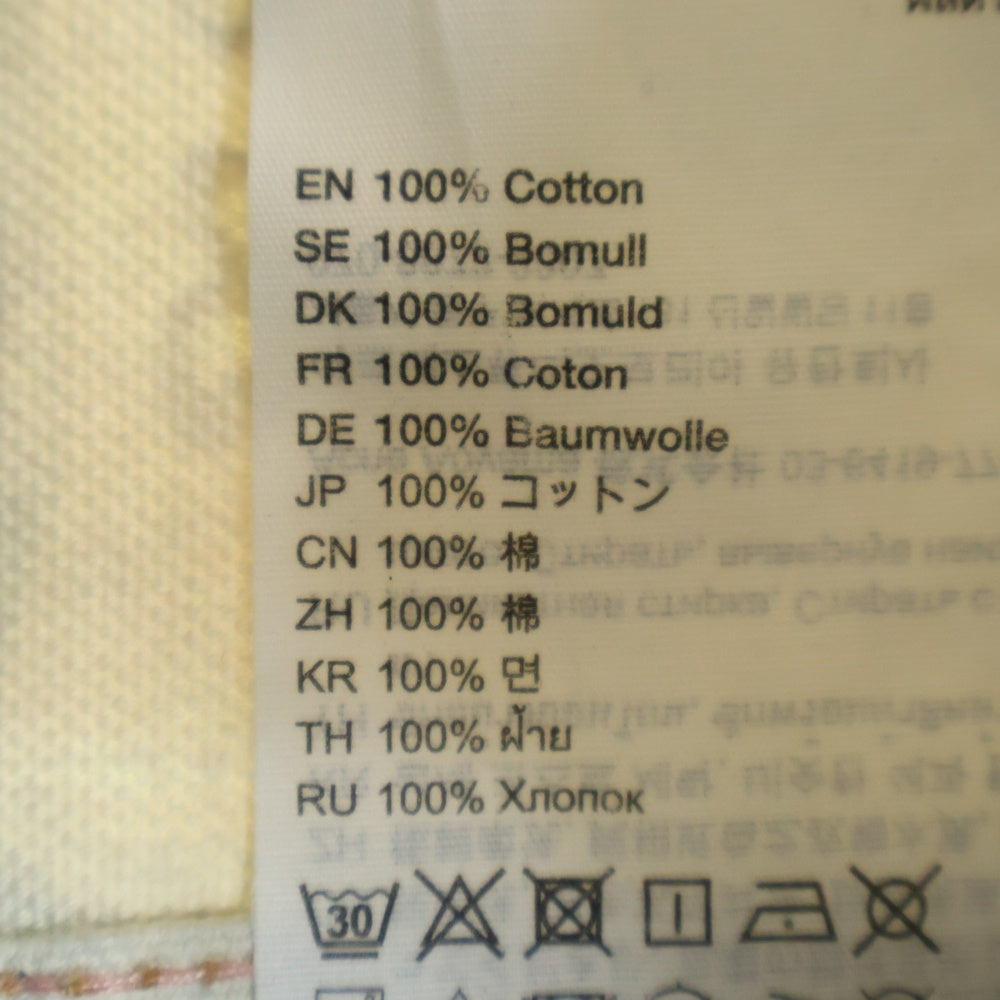 EN 100% Cotton
SE 100% Bomull
DK 100% Bomuld
FR 100% Coton
DE 100% Baumwolle
JP 100% コットン
CN 100% 棉
ZH 100% 棉
KR 100% 면
TH 100% ฝ้าย
RU 100% Хлопок
30